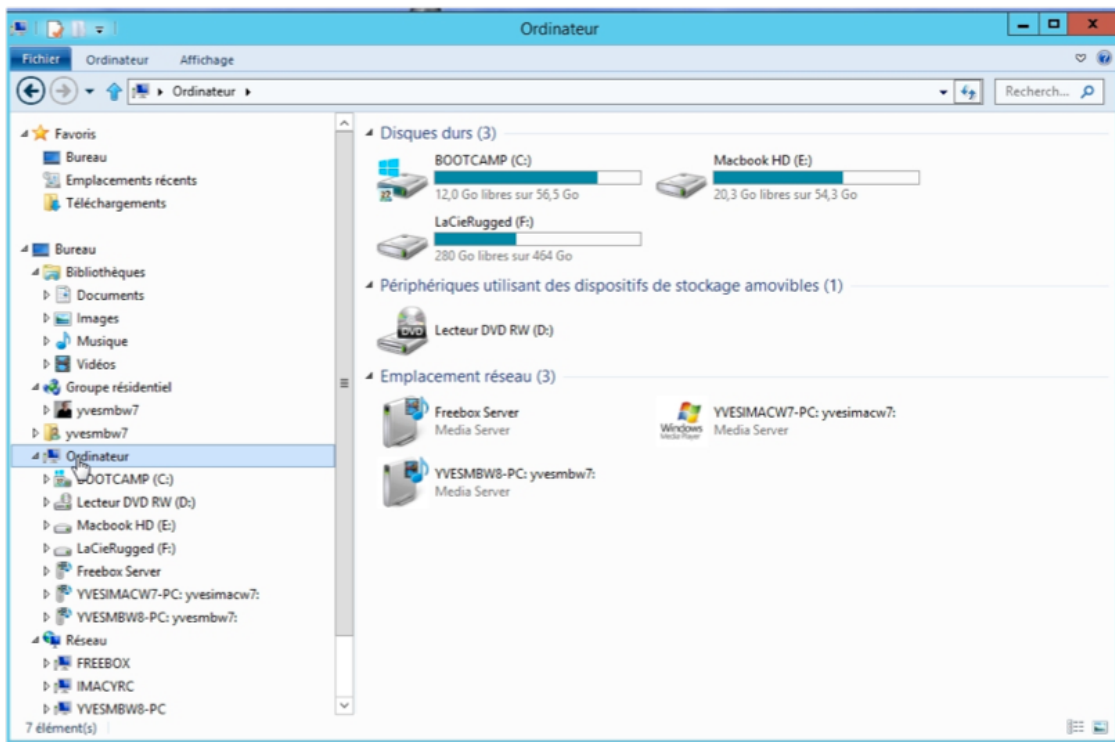 Ordinateur
Fichier
Ordinateur
Affichage
Ordinateur
Recherch...
Favoris
Bureau
Emplacements récents
Téléchargements
Bureau
Bibliothèques
Documents
Images
Musique
Vidéos
Groupe résidentiel
yvesmbw7
yvesmbw7
Ordinateur
BOOTCAMP (C:)
Lecteur DVD RW (D:)
Macbook HD (E:)
LaCieRugged (F:)
Freebox Server
YVESIMACW7-PC: yvesimacw7:
YVESMBW8-PC: yvesmbw7:
Réseau
FREEBOX
IMACYRC
YVESMBW8-PC
Disques durs (3)
BOOTCAMP (C:)
12,0 Go libres sur 56,5 Go
Macbook HD (E:)
20,3 Go libres sur 54,3 Go
LaCieRugged (F:)
280 Go libres sur 464 Go
Périphériques utilisant des dispositifs de stockage amovibles (1)
DVD
Lecteur DVD RW (D:)
Emplacement réseau (3)
Freebox Server
Media Server
Windows
Media Player
YVESIMACW7-PC: yvesimacw7:
Media Server
YVESMBW8-PC: yvesmbw7:
Media Server
7 élément(s)